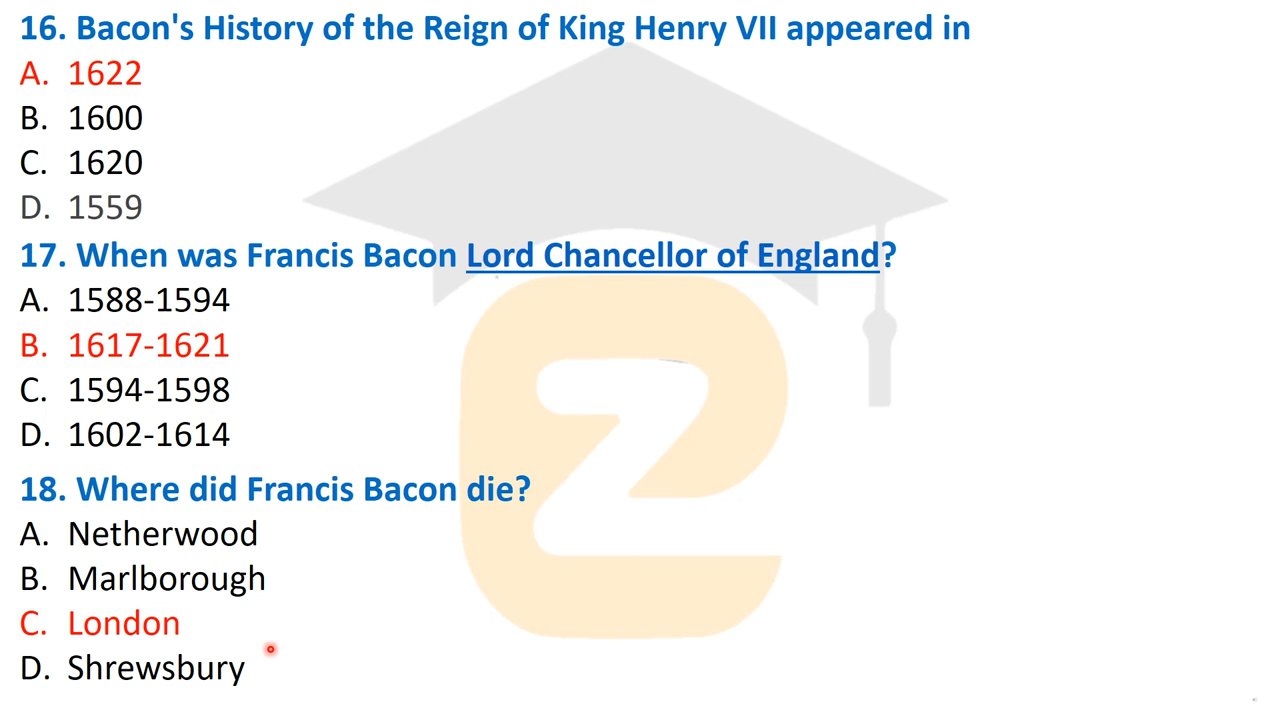 16. Bacon's History of the Reign of King Henry VII appeared in
A. 1622
B. 1600
C. 1620
D. 1559
17. When was Francis Bacon Lord Chancellor of England?
A. 1588-1594
B. 1617-1621
C. 1594-1598
D. 1602-1614
18. Where did Francis Bacon die?
A. Netherwood
B. Marlborough
C. London
D. Shrewsbury